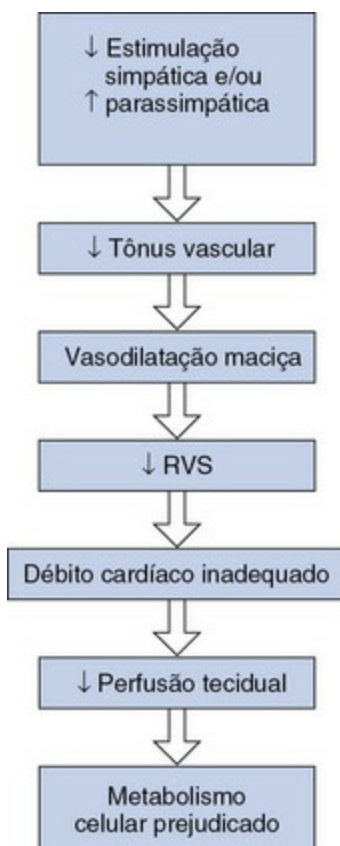 ↓ Estimulação
simpática e/ou
↑ parassimpática
↓ Tônus vascular
Vasodilatação maciça
↓ RVS
Débito cardíaco inadequado
↓ Perfusão tecidual
Metabolismo
celular prejudicado